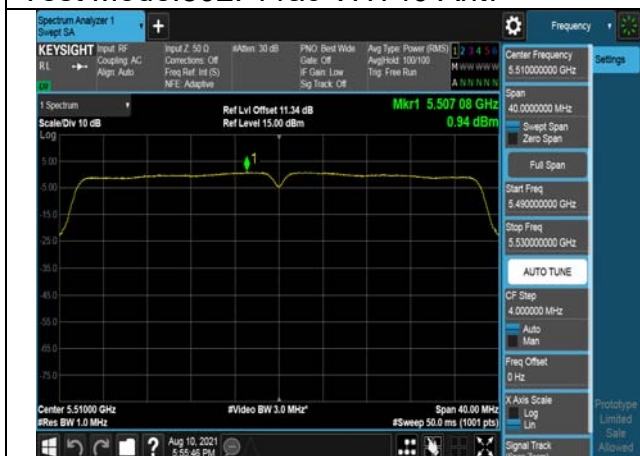 Spectrum Analyzer 1
Swept SA
+
Frequency
KEYSIGHT
RL
Input: RF
Coupling: AC
Align: Auto
Input Z: 50 Ω
Corrections: Off
Freq Ref: Int (S)
NFE: Adaptive
#Atten: 30 dB
PNO: Best Wide
Gate: Off
IF Gain: Low
Sig Track: Off
Avg Type: Power (RMS)
Avg|Hold: 100/100
Trig: Free Run
1 2 3 4 5 6
M W W W W W
A N N N N N
1 Spectrum
Scale/Div 10 dB
Log
Ref Lvl Offset 11.34 dB
Ref Level 15.00 dBm
Mkr1 5.507 08 GHz
0.94 dBm
1
5.00
-5.00
-15.0
-25.0
-35.0
-45.0
-55.0
-65.0
-75.0
Center 5.51000 GHz
#Res BW 1.0 MHz
#Video BW 3.0 MHz*
Span 40.00 MHz
#Sweep 50.0 ms (1001 pts)
Aug 10, 2021
5:55:46 PM
?
Center Frequency
5.510000000 GHz
Settings
Span
40.0000000 MHz
Swept Span
Zero Span
Full Span
Start Freq
5.490000000 GHz
Stop Freq
5.530000000 GHz
AUTO TUNE
CF Step
4.000000 MHz
Auto
Man
Freq Offset
0 Hz
X Axis Scale
Log
Lin
Signal Track
Prototype
Limited
Sale
Allowed